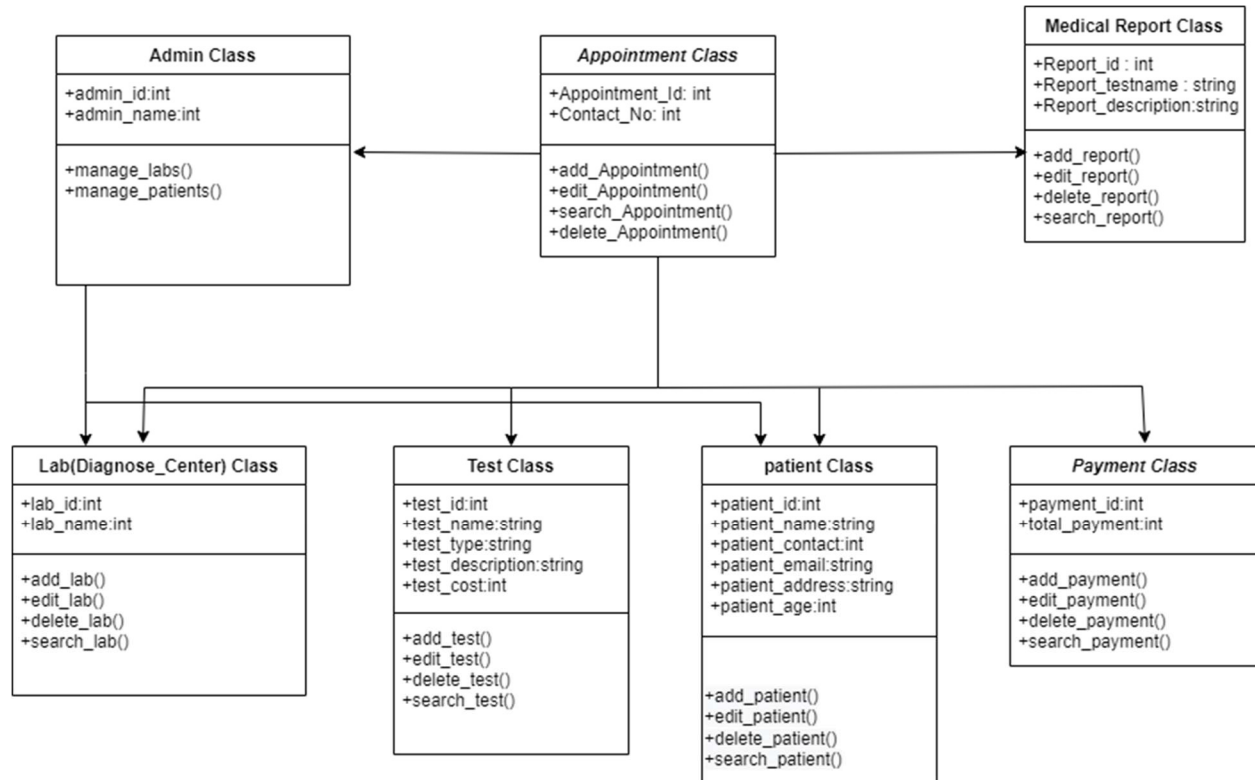 Admin Class
+admin_id:int
+admin_name:int
+manage_labs()
+manage_patients()
Appointment Class
+Appointment_Id: int
+Contact_No: int
+add_Appointment()
+edit_Appointment()
+search_Appointment()
+delete_Appointment()
Medical Report Class
+Report_id : int
+Report_testname : string
+Report_description:string
+add_report()
+edit_report()
+delete_report()
+search_report()
Lab(Diagnose_Center) Class
+lab_id:int
+lab_name:int
+add_lab()
+edit_lab()
+delete_lab()
+search_lab()
Test Class
+test_id:int
+test_name:string
+test_type:string
+test_description:string
+test_cost:int
+add_test()
+edit_test()
+delete_test()
+search_test()
patient Class
+patient_id:int
+patient_name:string
+patient_contact:int
+patient_email:string
+patient_address:string
+patient_age:int
+add_patient()
+edit_patient()
+delete_patient()
+search_patient()
Payment Class
+payment_id:int
+total_payment:int
+add_payment()
+edit_payment()
+delete_payment()
+search_payment()